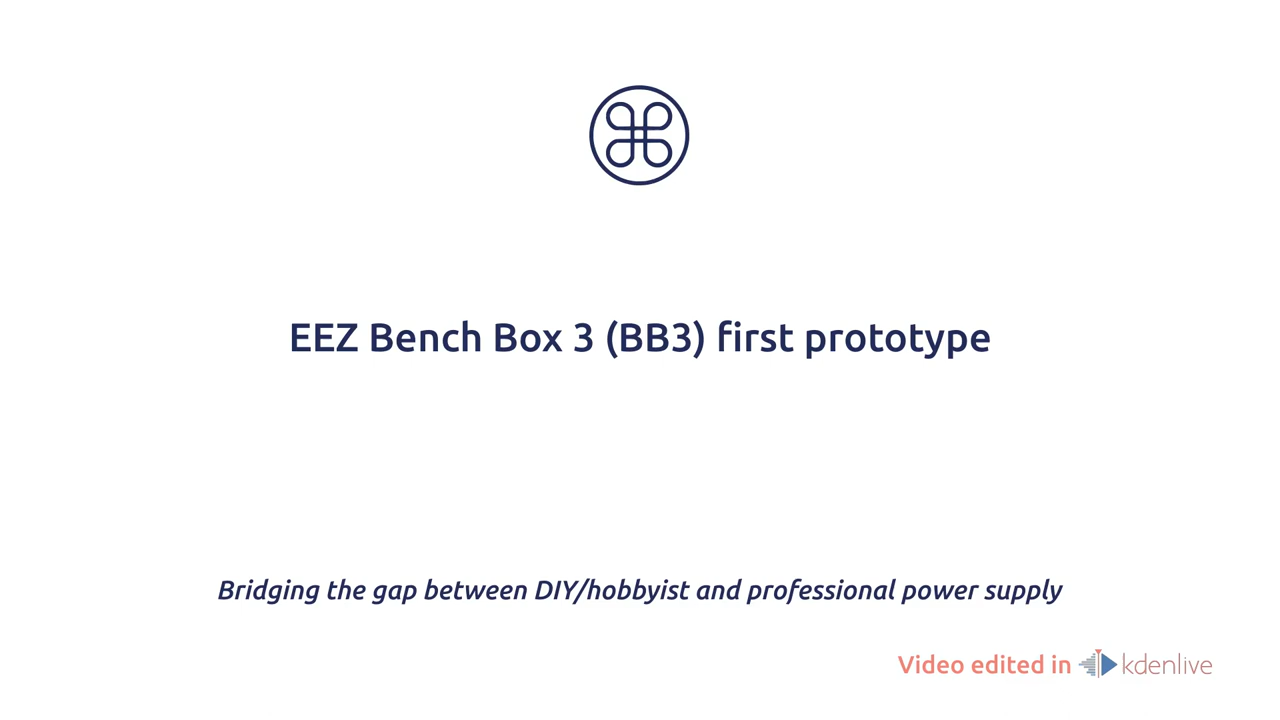 EEZ Bench Box 3 (BB3) first prototype
Bridging the gap between DIY/hobbyist and professional power supply
Video edited in kdenlive